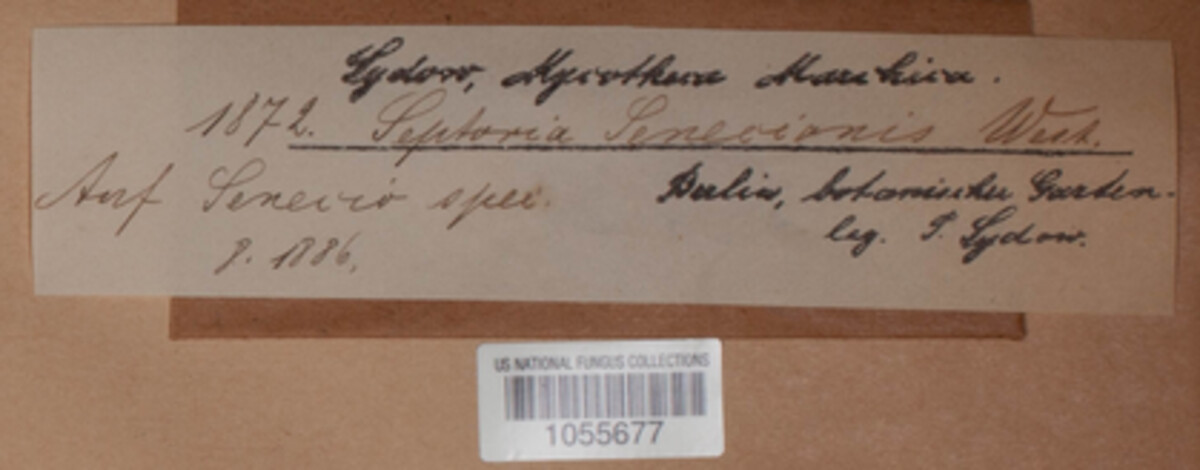 Sydow, Mycotheca Marchica.
1872. Septoria Senecionis West.
Auf Senecio spec.
Berlin, botanischer Garten.
8. 1886.
leg. P. Sydow.
US NATIONAL FUNGUS COLLECTIONS
1055677